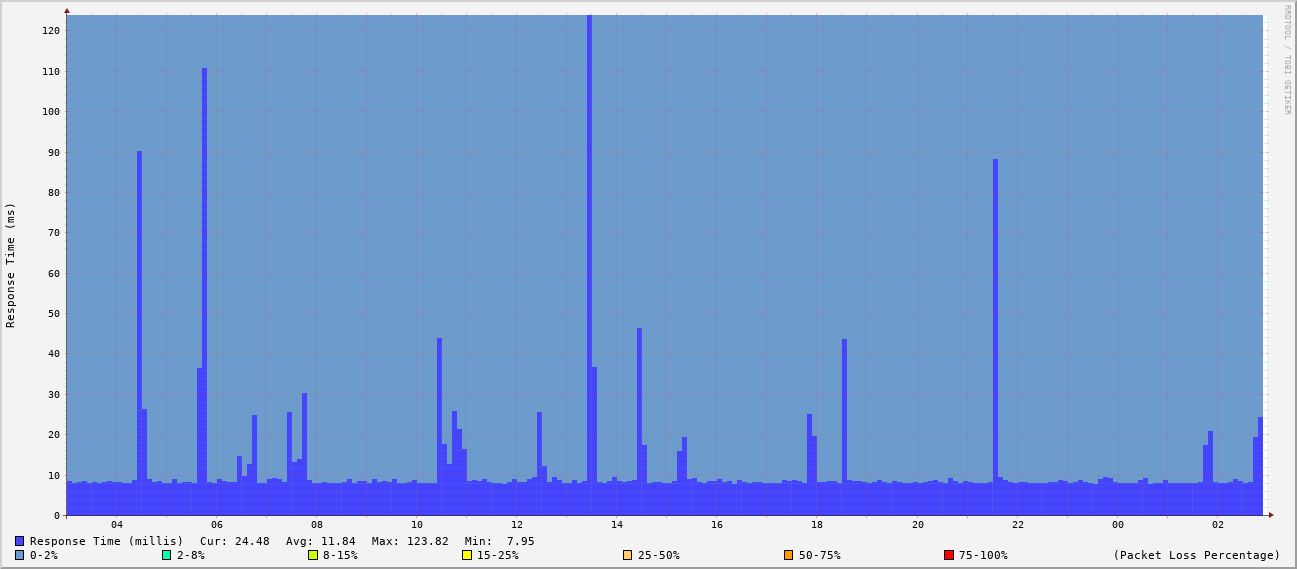 RRDTOOL / TOBI OETIKER
Response Time (ms)
120
110
100
90
80
70
60
50
40
30
20
10
0
04 06 08 10 12 14 16 18 20 22 00 02
Response Time (millis) Cur: 24.48 Avg: 11.84 Max: 123.82 Min: 7.95
0-2% 2-8% 8-15% 15-25% 25-50% 50-75% 75-100% (Packet Loss Percentage)